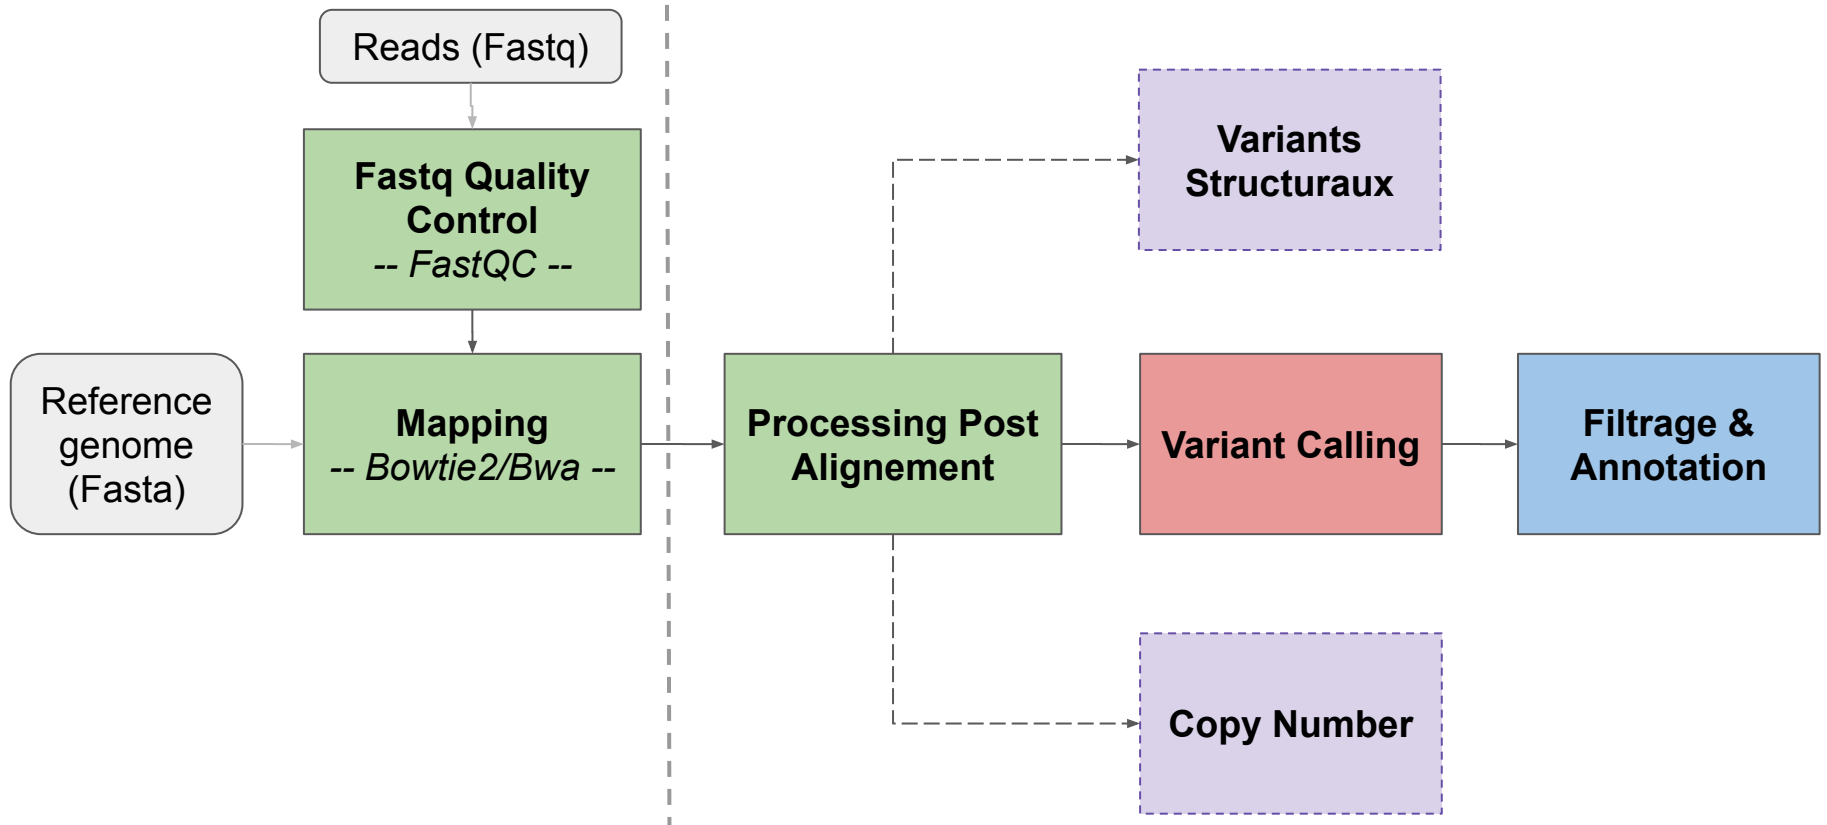 Reads (Fastq)
Fastq Quality
Control
-- FastQC --
Reference
genome
(Fasta)
Mapping
-- Bowtie2/Bwa --
Processing Post
Alignement
Variants
Structuraux
Variant Calling
Copy Number
Filtrage &
Annotation